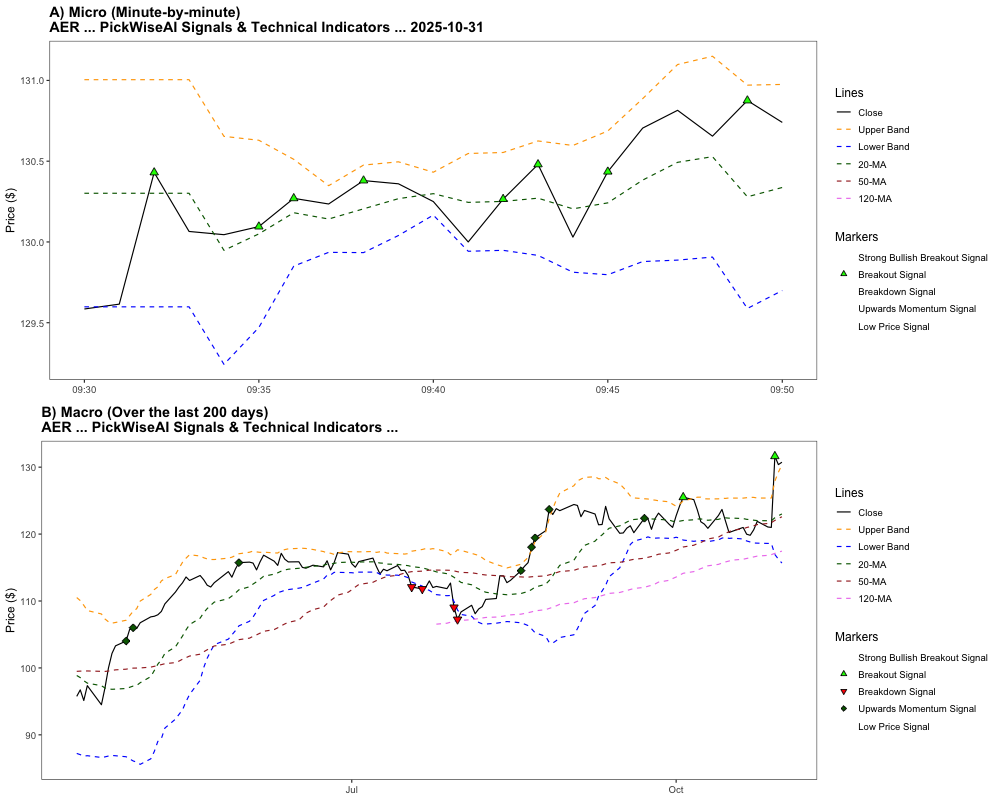 A) Micro (Minute-by-minute)
AER ... PickWiseAI Signals & Technical Indicators ... 2025-10-31
Price ($)
131.0
130.5
130.0
129.5
09:30
09:35
09:40
09:45
09:50
Lines
Close
Upper Band
Lower Band
20-MA
50-MA
120-MA
Markers
Strong Bullish Breakout Signal
Breakout Signal
Breakdown Signal
Upwards Momentum Signal
Low Price Signal
B) Macro (Over the last 200 days)
AER ... PickWiseAI Signals & Technical Indicators ...
Price ($)
130
120
110
100
90
Jul
Oct
Lines
Close
Upper Band
Lower Band
20-MA
50-MA
120-MA
Markers
Strong Bullish Breakout Signal
Breakout Signal
Breakdown Signal
Upwards Momentum Signal
Low Price Signal